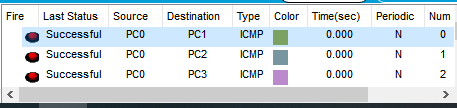 Fire Last Status Source Destination Type Color Time(sec) Periodic Num
Successful PC0 PC1 ICMP 0.000 N 0
Successful PC0 PC2 ICMP 0.000 N 1
Successful PC0 PC3 ICMP 0.000 N 2